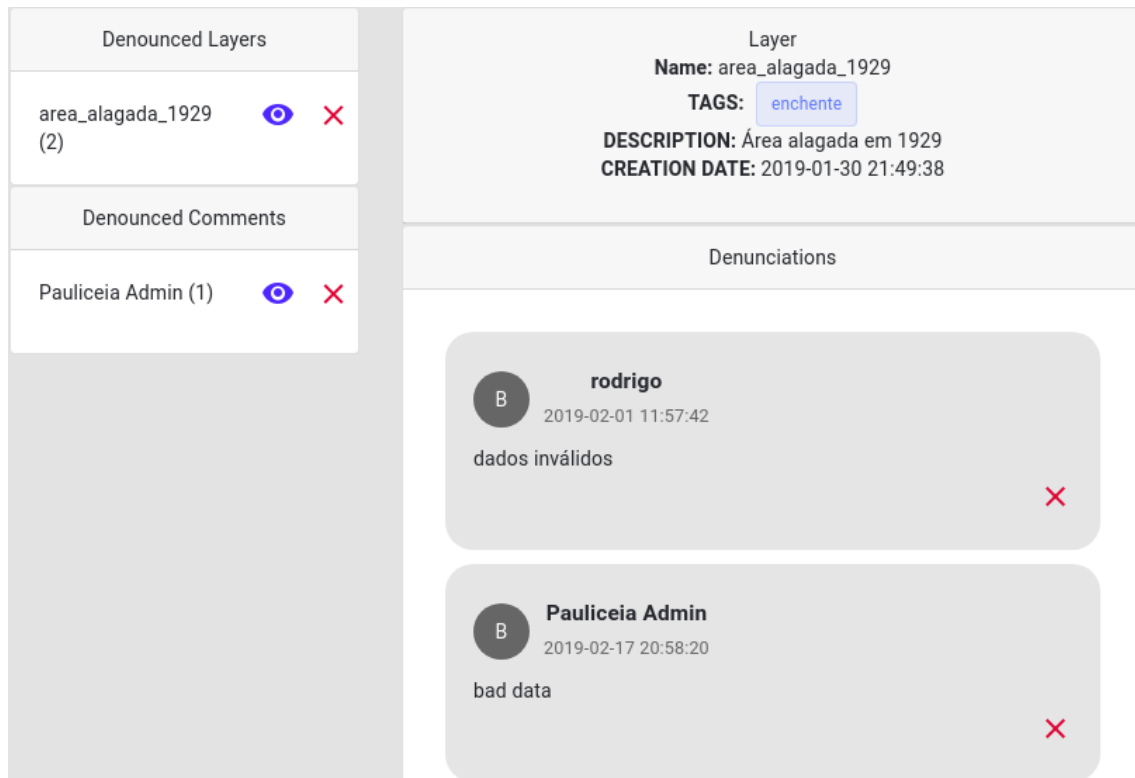 Denounced Layers
area_alagada_1929
(2)
Denounced Comments
Pauliceia Admin (1)
Layer
Name: area_alagada_1929
TAGS: enchente
DESCRIPTION: Área alagada em 1929
CREATION DATE: 2019-01-30 21:49:38
Denunciations
B
rodrigo
2019-02-01 11:57:42
dados inválidos
B
Pauliceia Admin
2019-02-17 20:58:20
bad data